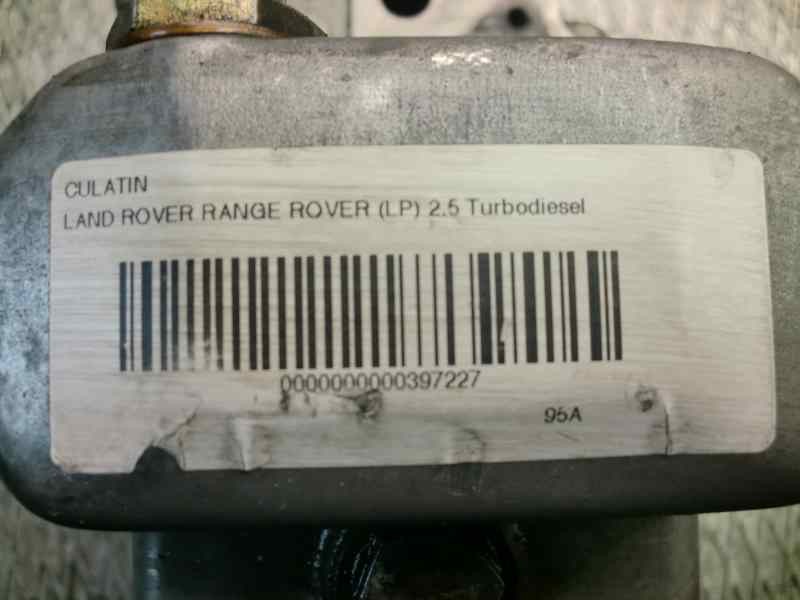 CULATIN
LAND ROVER RANGE ROVER (LP) 2.5 Turbodiesel
0000000000397227
95A